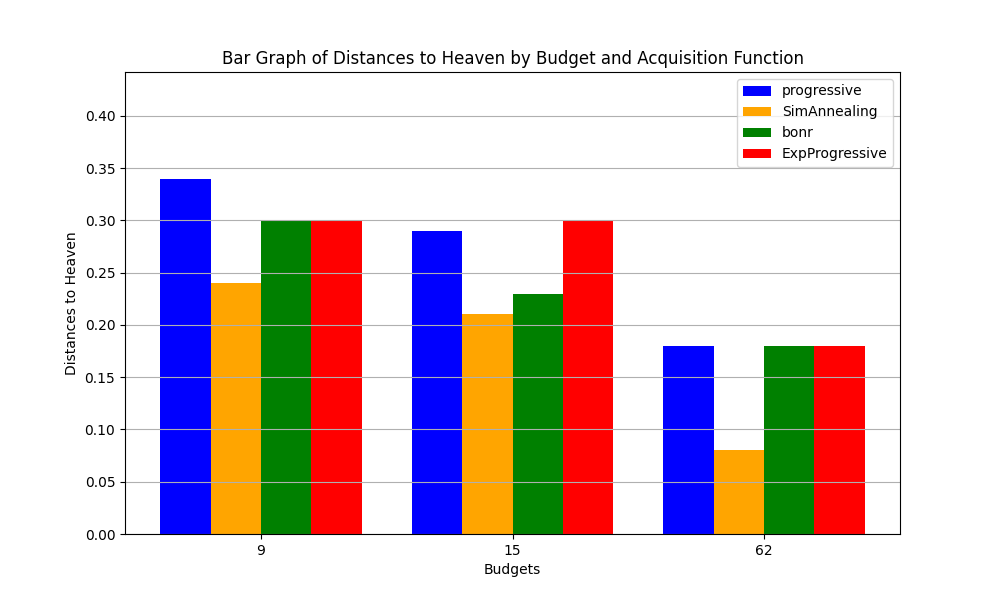 Bar Graph of Distances to Heaven by Budget and Acquisition Function
progressive
SimAnnealing
bonr
ExpProgressive
Distances to Heaven
0.40
0.35
0.30
0.25
0.20
0.15
0.10
0.05
0.00
9
15
62
Budgets